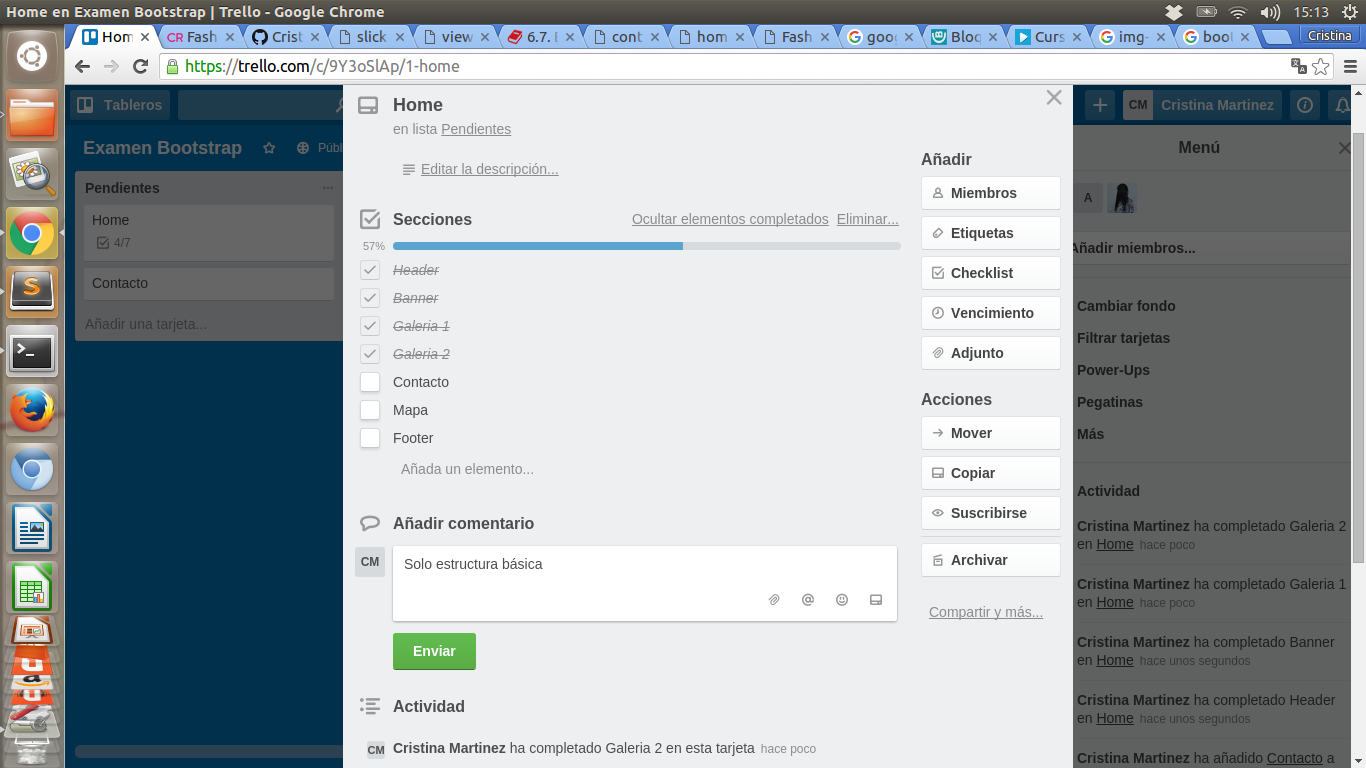 Home en Examen Bootstrap | Trello - Google Chrome
15:13
Hom
CR Fash
Crist
slick
view
6.7. E
cont
hom
Fash
goog
Bloq
Curs
img-
boot
Cristina
https://trello.com/c/9Y3oSlAp/1-home
Tableros
CM Cristina Martinez
Examen Bootstrap
Públ
Pendientes
Home
4/7
Contacto
Añadir una tarjeta...
Home
en lista Pendientes
Editar la descripción...
Secciones
Ocultar elementos completados Eliminar...
57%
Header
Banner
Galeria 1
Galeria 2
Contacto
Mapa
Footer
Añada un elemento...
Añadir comentario
CM
Solo estructura básica
Enviar
Actividad
CM Cristina Martinez ha completado Galeria 2 en esta tarjeta hace poco
Añadir
Miembros
Etiquetas
Checklist
Vencimiento
Adjunto
Acciones
Mover
Copiar
Suscribirse
Archivar
Compartir y más...
Menú
A
Añadir miembros...
Cambiar fondo
Filtrar tarjetas
Power-Ups
Pegatinas
Más
Actividad
Cristina Martinez ha completado Galeria 2
en Home hace poco
Cristina Martinez ha completado Galeria 1
en Home hace poco
Cristina Martinez ha completado Banner
en Home hace unos segundos
Cristina Martinez ha completado Header
en Home hace unos segundos
Cristina Martinez ha añadido Contacto a